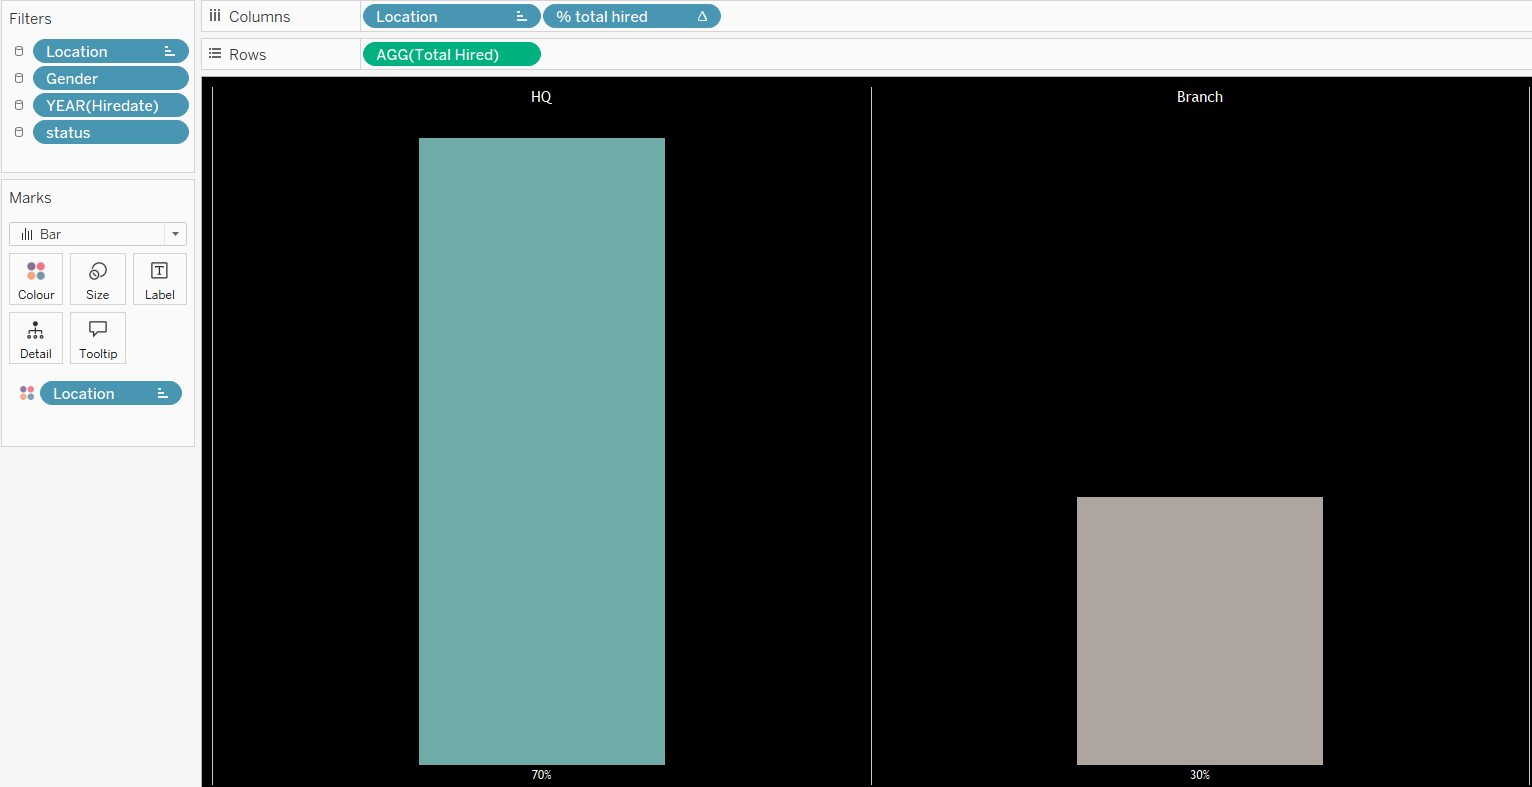 Filters
Location
Gender
YEAR(Hiredate)
status
Marks
Bar
Colour Size Label
Detail Tooltip
Location
Columns Location % total hired Δ
Rows AGG(Total Hired)
HQ Branch
70% 30%